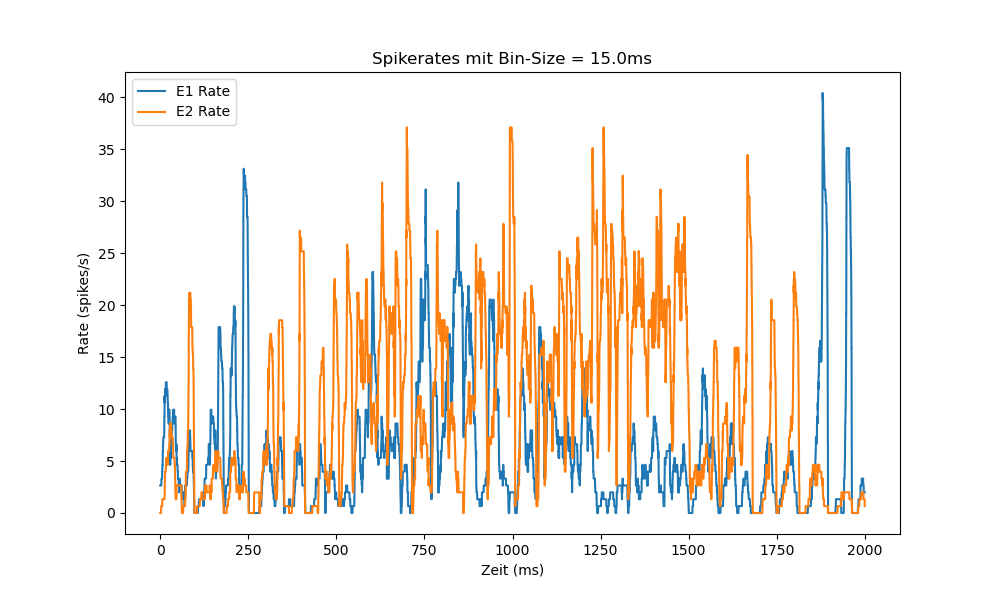 Spikerates mit Bin-Size = 15.0ms
E1 Rate
E2 Rate
Rate (spikes/s)
40
35
30
25
20
15
10
5
0
0 250 500 750 1000 1250 1500 1750 2000
Zeit (ms)